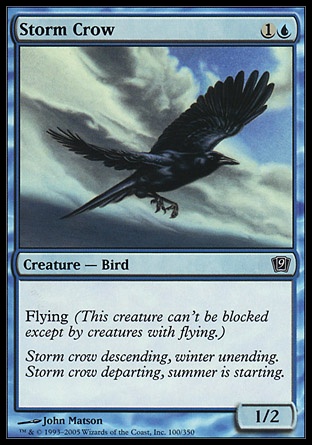 Storm Crow 1
Creature — Bird 9
Flying (This creature can't be blocked
except by creatures with flying.)
Storm crow descending, winter unending.
Storm crow departing, summer is starting.
John Matson
™ & © 1993–2005 Wizards of the Coast, Inc. 100/350
1/2